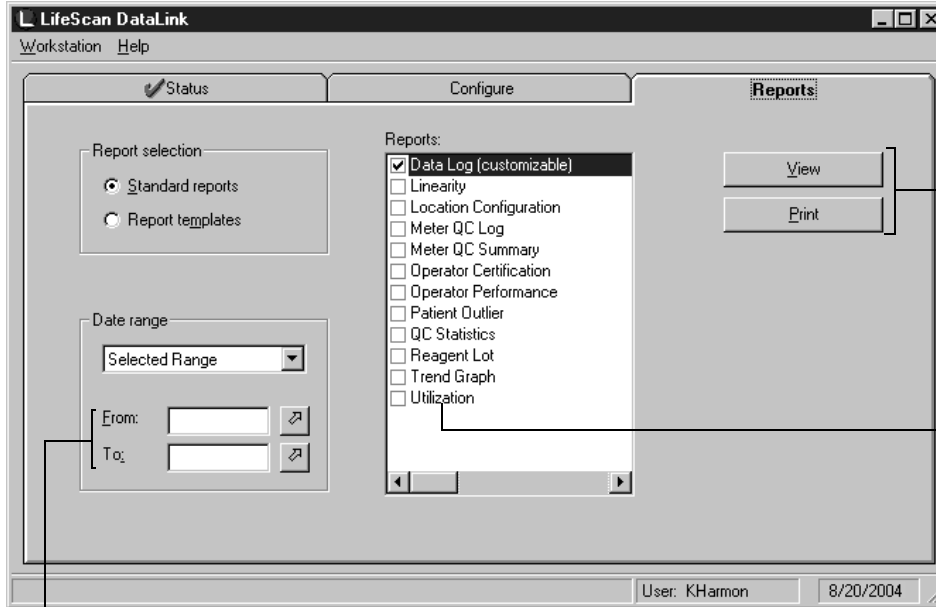 LifeScan DataLink
Workstation Help
Status
Configure
Reports
Report selection
Standard reports
Report templates
Date range
Selected Range
From:
To:
Reports:
Data Log (customizable)
Linearity
Location Configuration
Meter QC Log
Meter QC Summary
Operator Certification
Operator Performance
Patient Outlier
QC Statistics
Reagent Lot
Trend Graph
Utilization
View
Print
User: KHarmon
8/20/2004